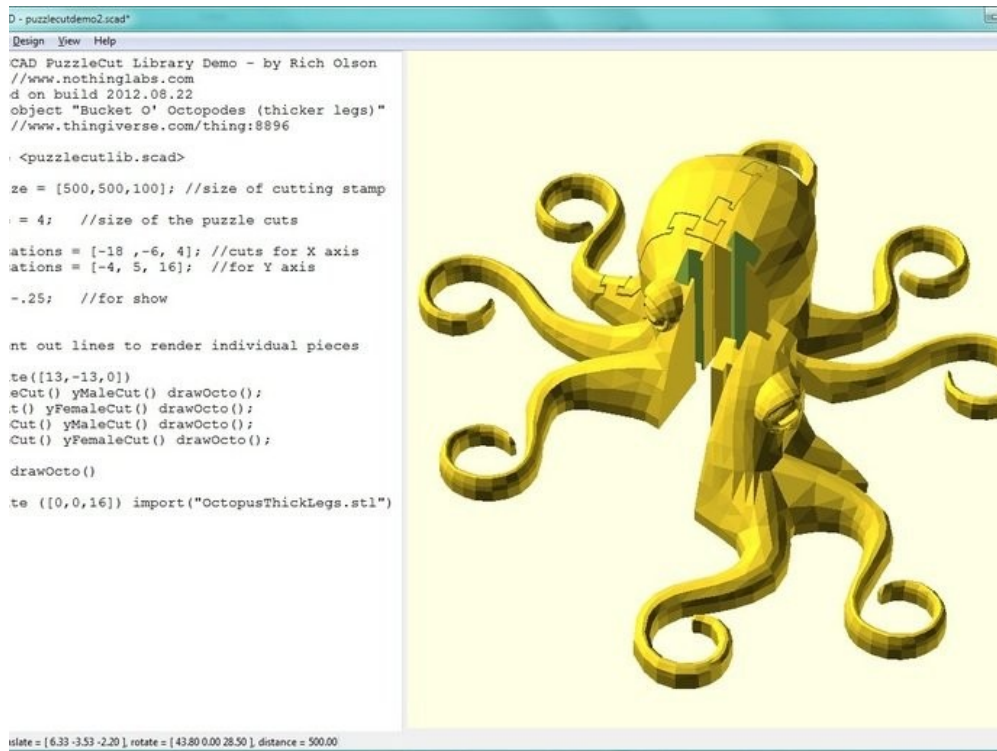 D - puzzlecutdemo2.scad*
Design View Help
CAD PuzzleCut Library Demo - by Rich Olson
//www.nothinglabs.com
d on build 2012.08.22
object "Bucket O' Octopodes (thicker legs)"
//www.thingiverse.com/thing:8896
<puzzlecutlib.scad>
ze = [500,500,100]; //size of cutting stamp
= 4; //size of the puzzle cuts
ations = [-18 ,-6, 4]; //cuts for X axis
ations = [-4, 5, 16]; //for Y axis
-.25; //for show
nt out lines to render individual pieces
te([13,-13,0])
eCut() yMaleCut() drawOcto();
t() yFemaleCut() drawOcto();
Cut() yMaleCut() drawOcto();
Cut() yFemaleCut() drawOcto();
drawOcto()
te ([0,0,16]) import("OctopusThickLegs.stl")
slate = [ 6.33 -3.53 -2.20 ], rotate = [ 43.80 0.00 28.50 ], distance = 500.00